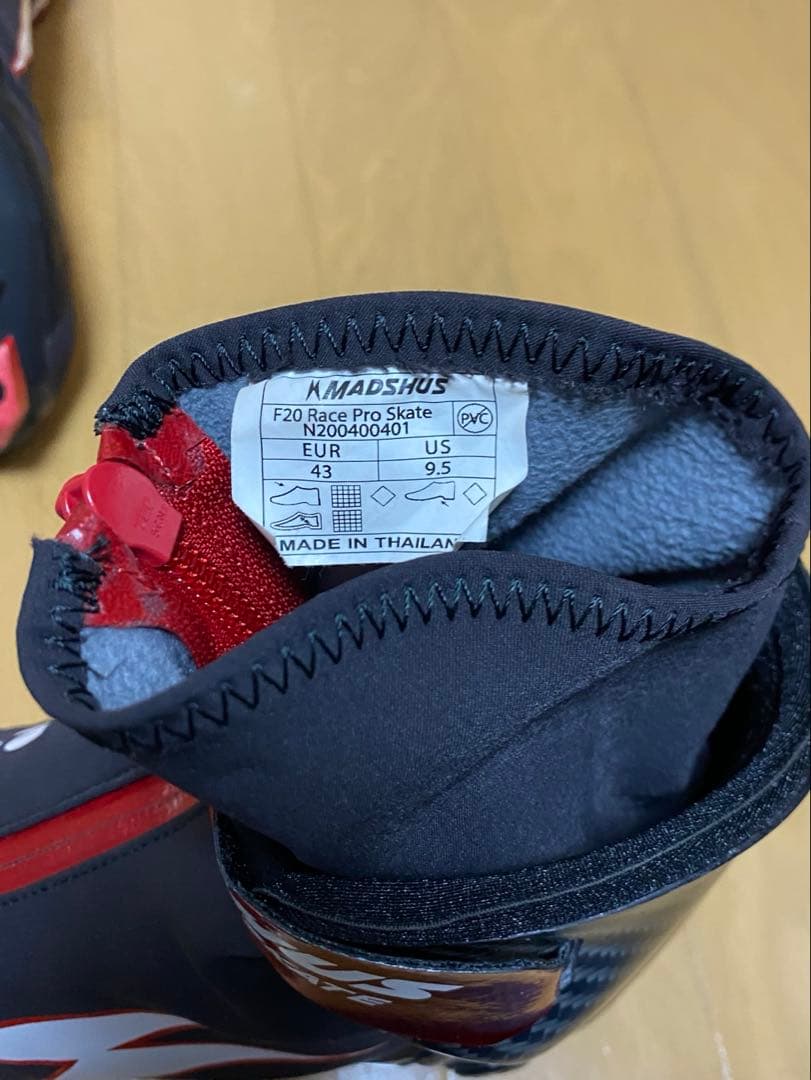 MADSHUS
F20 Race Pro Skate
PVC
N200400401
EUR US
43 9.5
MADE IN THAILAN